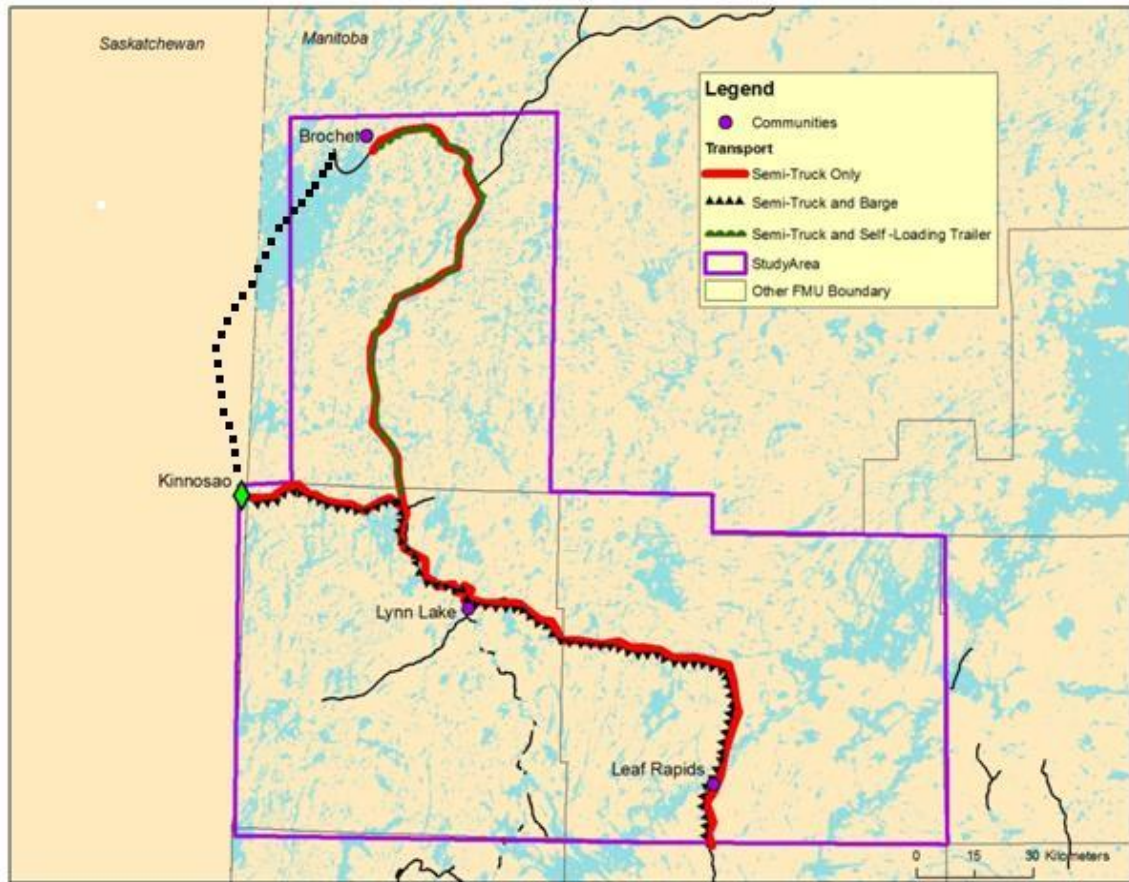 Saskatchewan
Manitoba
Legend
Communities
Transport
Semi-Truck Only
Semi-Truck and Barge
Semi-Truck and Self -Loading Trailer
StudyArea
Other FMU Boundary
Brochet
Kinnosao
Lynn Lake
Leaf Rapids
0 15 30 Kilometers